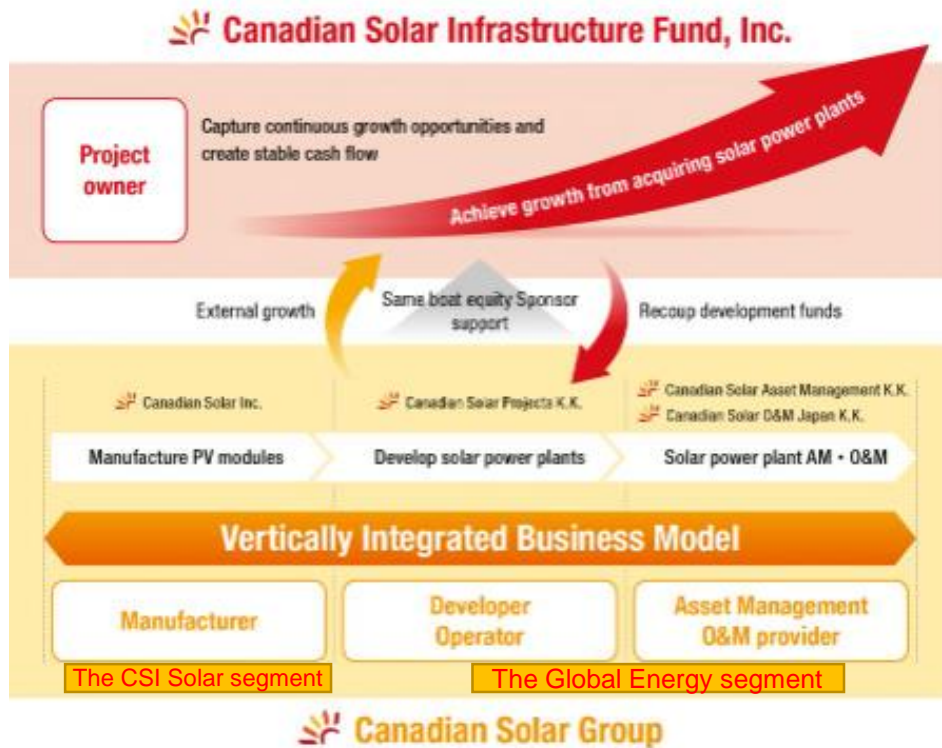 Canadian Solar Infrastructure Fund, Inc.
Project
owner
Capture continuous growth opportunities and
create stable cash flow
Achieve growth from acquiring solar power plants
External growth
Same boat equity Sponsor
support
Recoup development funds
Canadian Solar Inc.
Canadian Solar Projects K.K.
Canadian Solar Asset Management K.K.
Canadian Solar O&M Japan K.K.
Manufacture PV modules
Develop solar power plants
Solar power plant AM • O&M
Vertically Integrated Business Model
Manufacturer
Developer
Operator
Asset Management
O&M provider
The CSI Solar segment
The Global Energy segment
Canadian Solar Group